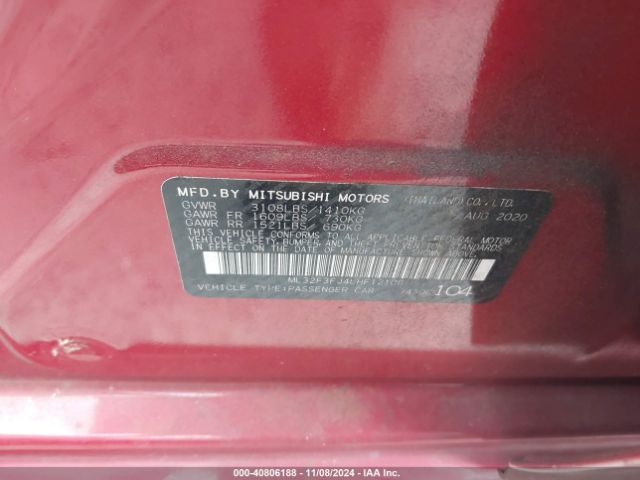 MFD.BY MITSUBISHI MOTORS (THAILAND) CO., LTD.
GVWR 3108LBS/1410KG AUG 2020
GAWR FR 1609LBS/ 730KG
GAWR RR 1521LBS/ 690KG
THIS VEHICLE CONFORMS TO ALL APPLICABLE FEDERAL MOTOR
VEHICLE SAFETY, BUMPER, AND THEFT PREVENTION STANDARDS
IN EFFECT ON THE DATE OF MANUFACTURE SHOWN ABOVE.
VEHICLE TYPE:PASSENGER CAR 104
000-40806188 - 11/08/2024 - IAA Inc.